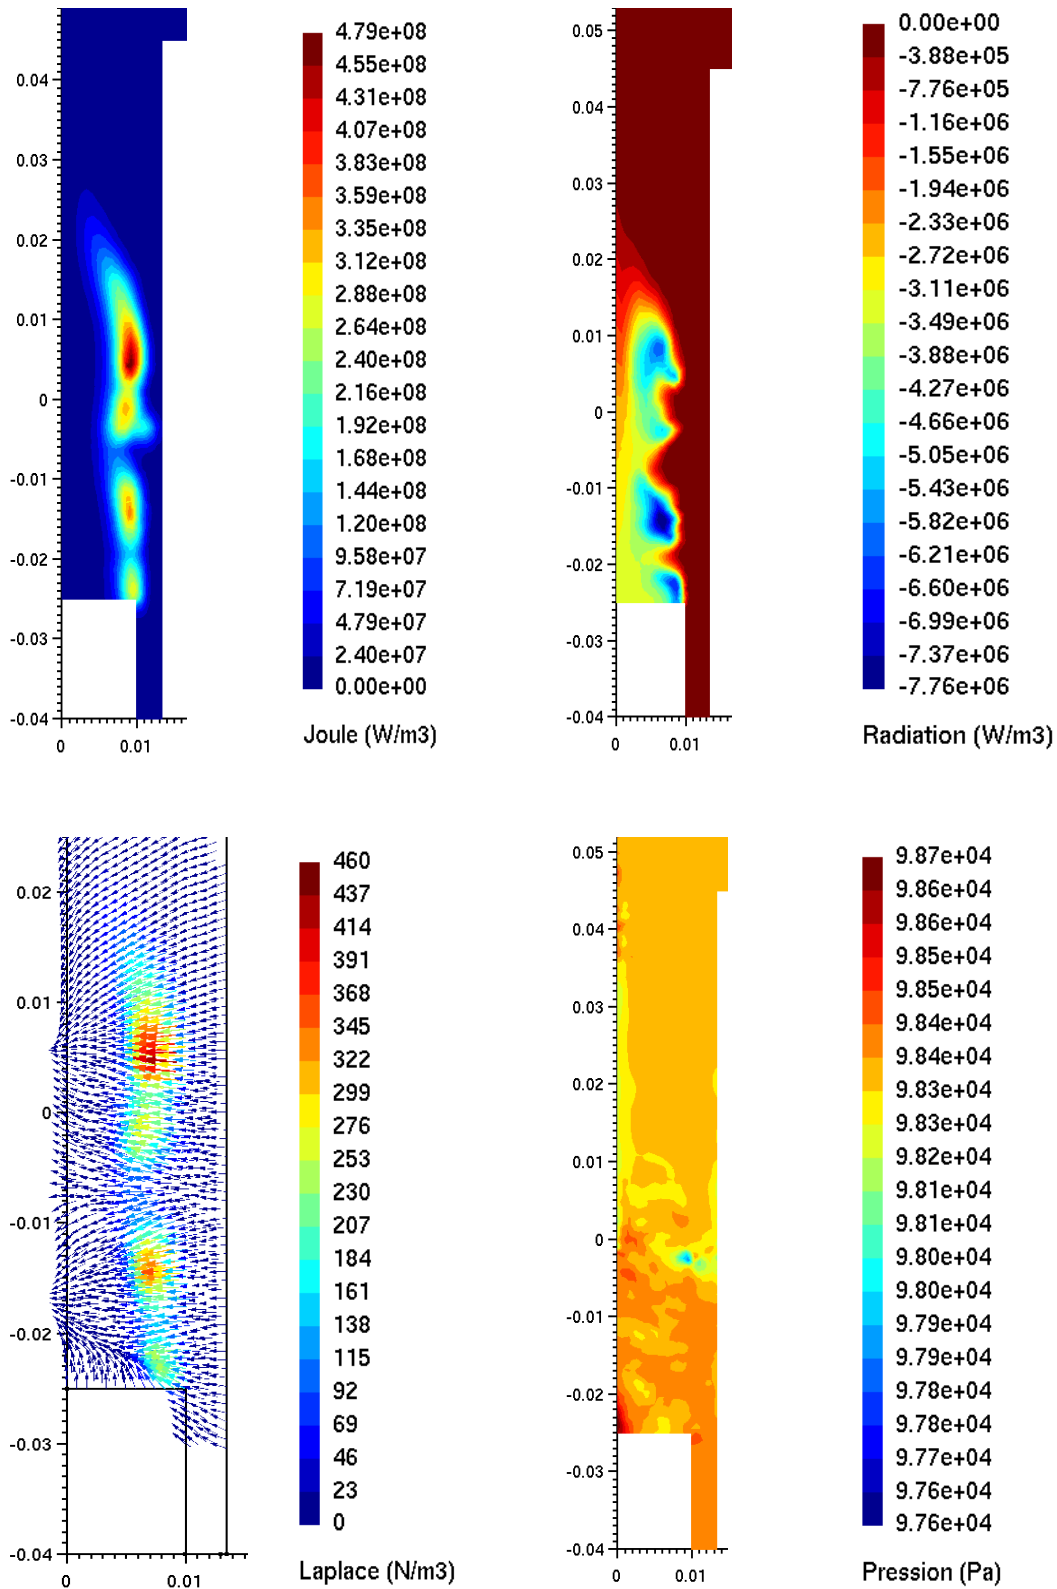 0.04
0.03
0.02
0.01
0
-0.01
-0.02
-0.03
-0.04
0
0.01
4.79e+08
4.55e+08
4.31e+08
4.07e+08
3.83e+08
3.59e+08
3.35e+08
3.12e+08
2.88e+08
2.64e+08
2.40e+08
2.16e+08
1.92e+08
1.68e+08
1.44e+08
1.20e+08
9.58e+07
7.19e+07
4.79e+07
2.40e+07
0.00e+00
Joule (W/m3)
0.05
0.04
0.03
0.02
0.01
0
-0.01
-0.02
-0.03
-0.04
0
0.01
0.00e+00
-3.88e+05
-7.76e+05
-1.16e+06
-1.55e+06
-1.94e+06
-2.33e+06
-2.72e+06
-3.11e+06
-3.49e+06
-3.88e+06
-4.27e+06
-4.66e+06
-5.05e+06
-5.43e+06
-5.82e+06
-6.21e+06
-6.60e+06
-6.99e+06
-7.37e+06
-7.76e+06
Radiation (W/m3)
0.02
0.01
0
-0.01
-0.02
-0.03
-0.04
0
0.01
460
437
414
391
368
345
322
299
276
253
230
207
184
161
138
115
92
69
46
23
0
Laplace (N/m3)
0.05
0.04
0.03
0.02
0.01
0
-0.01
-0.02
-0.03
-0.04
0
0.01
9.87e+04
9.86e+04
9.86e+04
9.85e+04
9.85e+04
9.84e+04
9.84e+04
9.83e+04
9.83e+04
9.82e+04
9.81e+04
9.81e+04
9.80e+04
9.80e+04
9.79e+04
9.79e+04
9.78e+04
9.78e+04
9.77e+04
9.76e+04
9.76e+04
Pression (Pa)